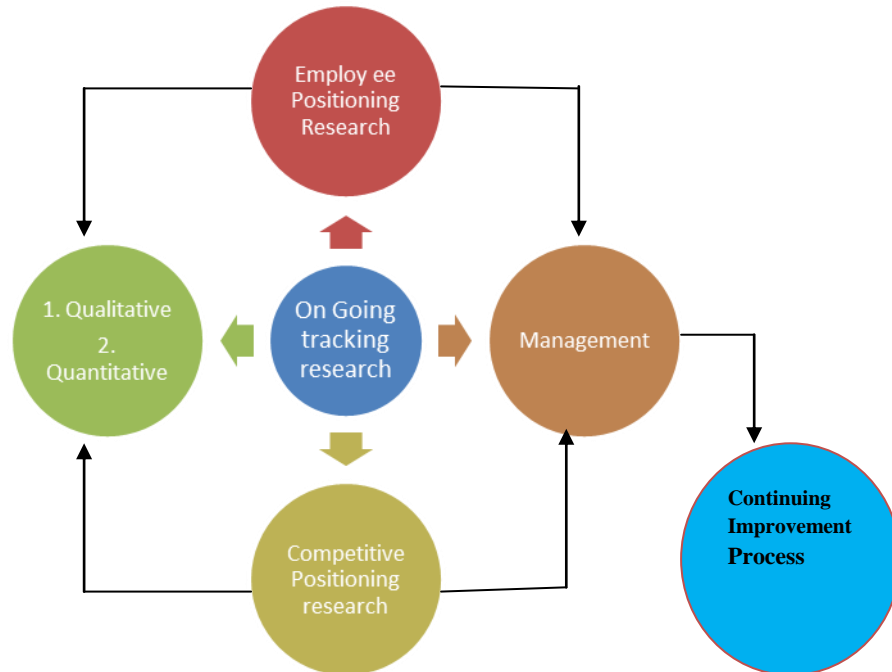 Employ ee
Positioning
Research
1. Qualitative
2.
Quantitative
On Going
tracking
research
Management
Competitive
Positioning
research
Continuing
Improvement
Process